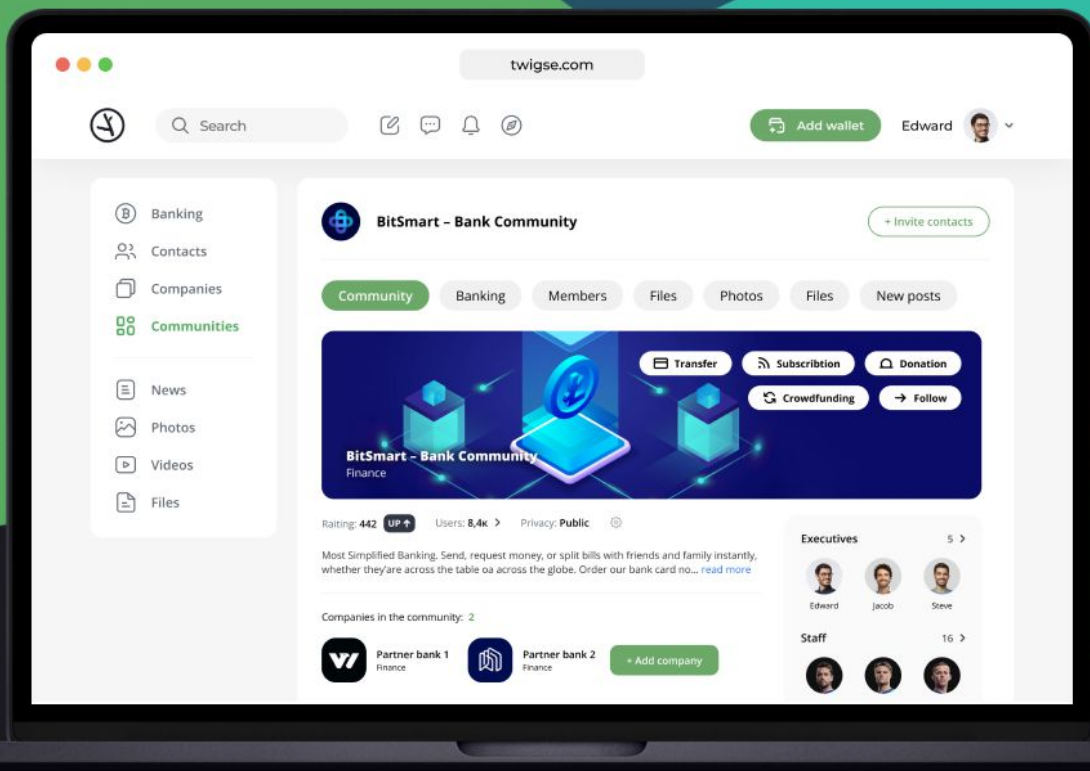 twigse.com
Search
Add wallet
Edward
Banking
Contacts
Companies
Communities
News
Photos
Videos
Files
BitSmart – Bank Community
+ Invite contacts
Community Banking Members Files Photos Files New posts
Transfer Subscribtion Donation
Crowdfunding Follow
BitSmart – Bank Community
Finance
Raiting: 442 UP Users: 8,4к Privacy: Public
Most Simplified Banking. Send, request money, or split bills with friends and family instantly,
whether they'are across the table oa across the globe. Order our bank card no... read more
Companies in the community: 2
Partner bank 1
Finance
Partner bank 2
Finance
+ Add company
Executives 5
Edward Jacob Steve
Staff 16